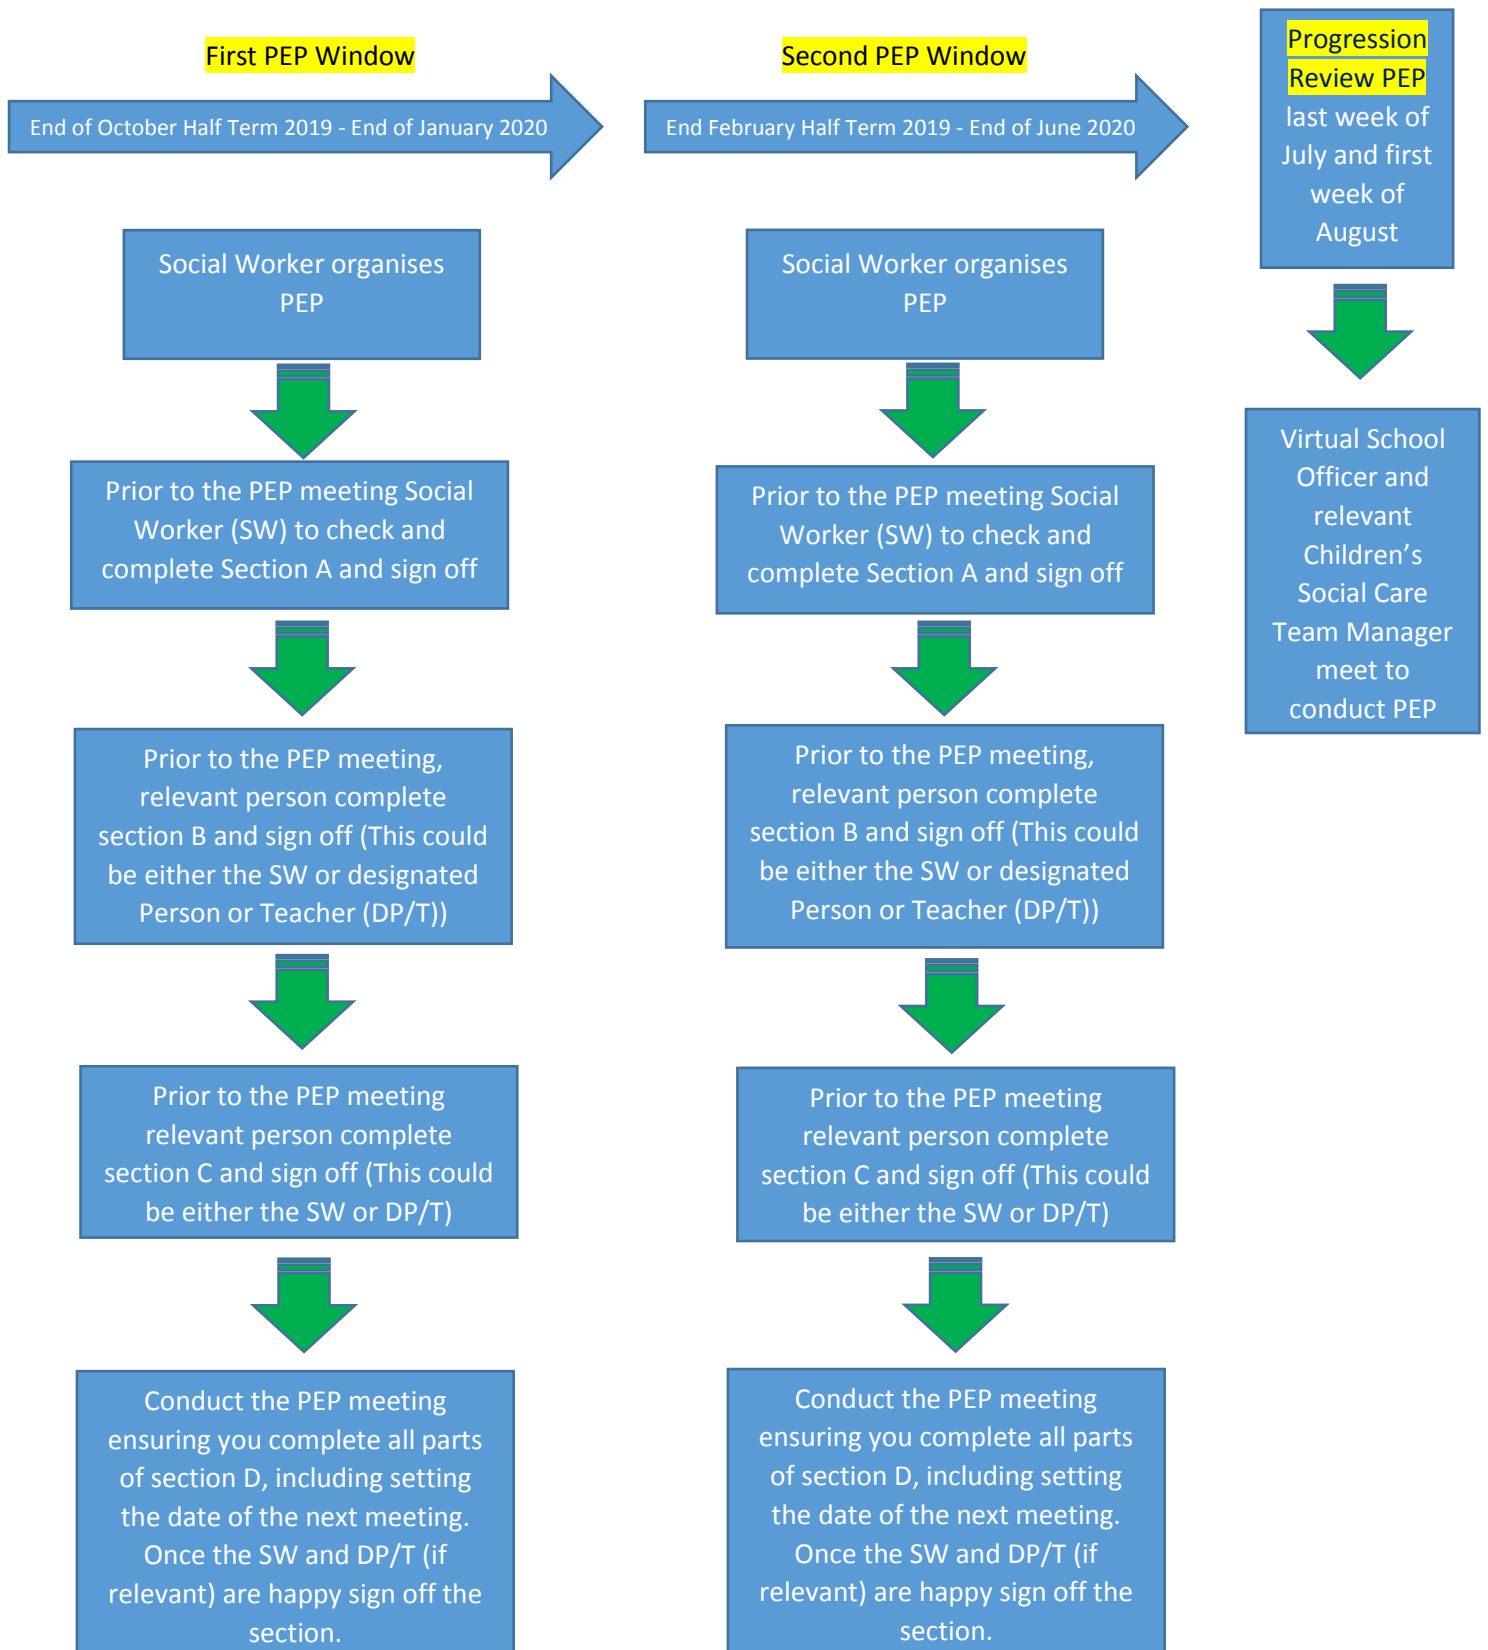 First PEP Window
End of October Half Term 2019 - End of January 2020
Social Worker organises
PEP
Prior to the PEP meeting Social
Worker (SW) to check and
complete Section A and sign off
Prior to the PEP meeting,
relevant person complete
section B and sign off (This could
be either the SW or designated
Person or Teacher (DP/T))
Prior to the PEP meeting
relevant person complete
section C and sign off (This could
be either the SW or DP/T)
Conduct the PEP meeting
ensuring you complete all parts
of section D, including setting
the date of the next meeting.
Once the SW and DP/T (if
relevant) are happy sign off the
section.
Second PEP Window
End February Half Term 2019 - End of June 2020
Social Worker organises
PEP
Prior to the PEP meeting Social
Worker (SW) to check and
complete Section A and sign off
Prior to the PEP meeting,
relevant person complete
section B and sign off (This could
be either the SW or designated
Person or Teacher (DP/T))
Prior to the PEP meeting
relevant person complete
section C and sign off (This could
be either the SW or DP/T)
Conduct the PEP meeting
ensuring you complete all parts
of section D, including setting
the date of the next meeting.
Once the SW and DP/T (if
relevant) are happy sign off the
section.
Progression
Review PEP
last week of
July and first
week of
August
Virtual School
Officer and
relevant
Children’s
Social Care
Team Manager
meet to
conduct PEP